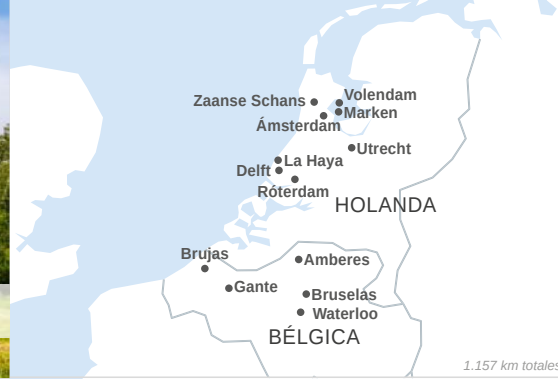 Volendam
Zaanse Schans
Marken
Ámsterdam
Utrecht
La Haya
Delft
Róterdam
HOLANDA
Brujas
Amberes
Gante
Bruselas
Waterloo
BÉLGICA
1.157 km totales